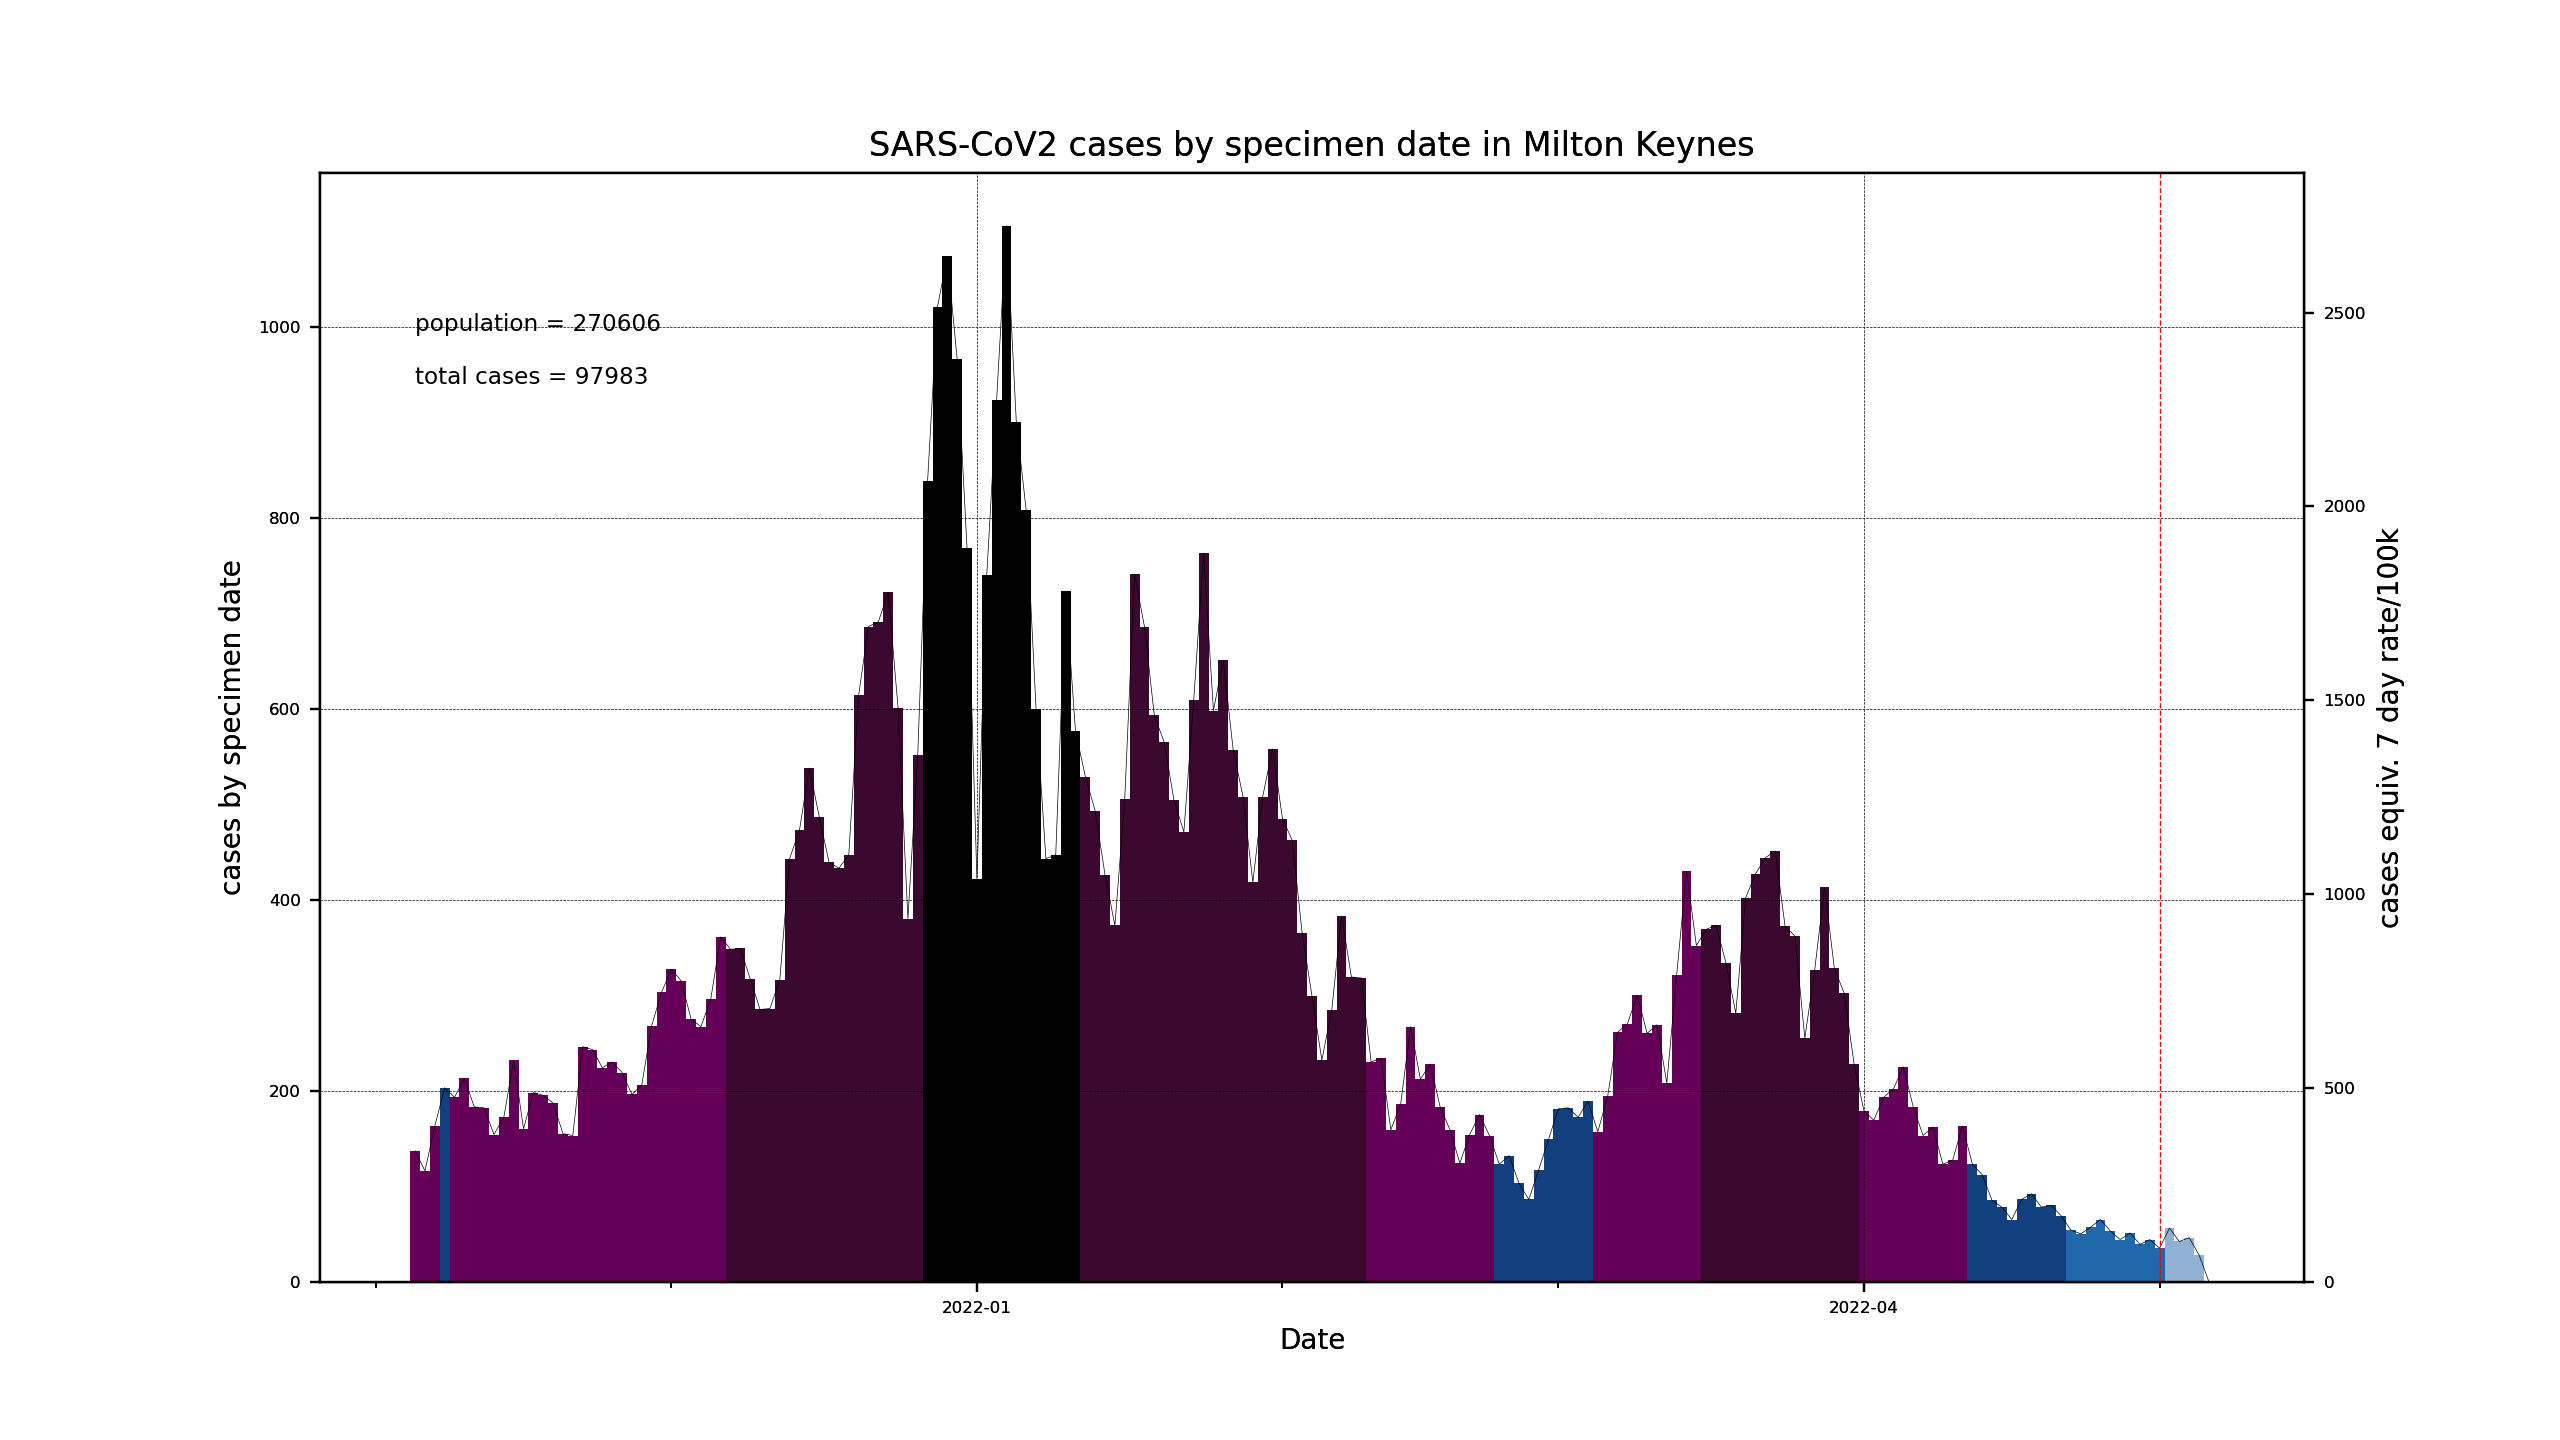 SARS-CoV2 cases by specimen date in Milton Keynes
population = 270606
total cases = 97983
cases by specimen date
1000
800
600
400
200
0
2500
2000
1500
1000
500
0
cases equiv. 7 day rate/100k
2022-01
2022-04
Date